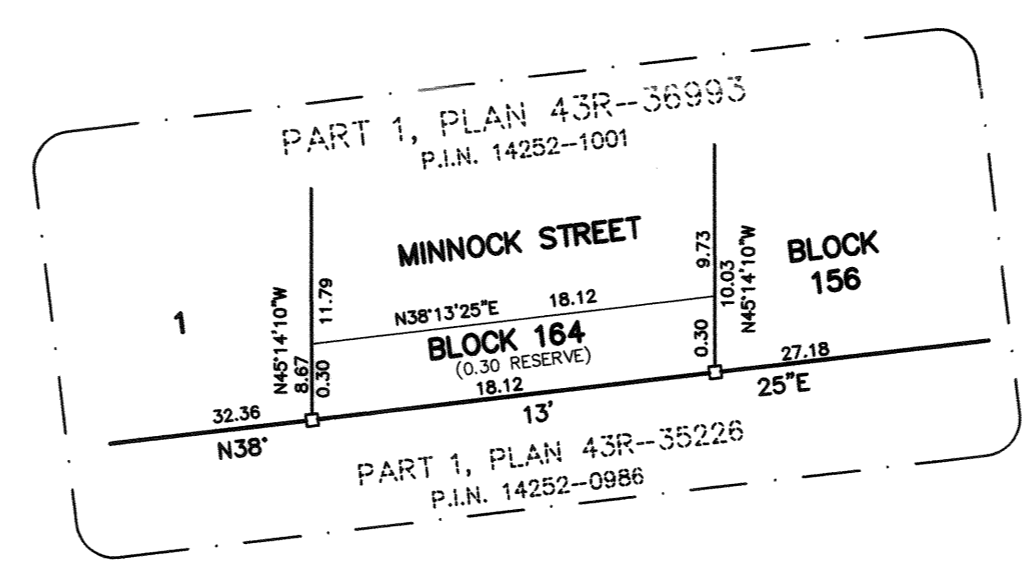 PART 1, PLAN 43R--36993
P.I.N. 14252--1001
MINNOCK STREET
BLOCK
156
1
N45°14'10"W
8.67
11.79
0.30
N38°13'25"E 18.12
9.73
0.30
10.03
N45°14'10"W
BLOCK 164
(0.30 RESERVE)
18.12
32.36
27.18
N38° 13' 25"E
PART 1, PLAN 43R--35226
P.I.N. 14252--0986